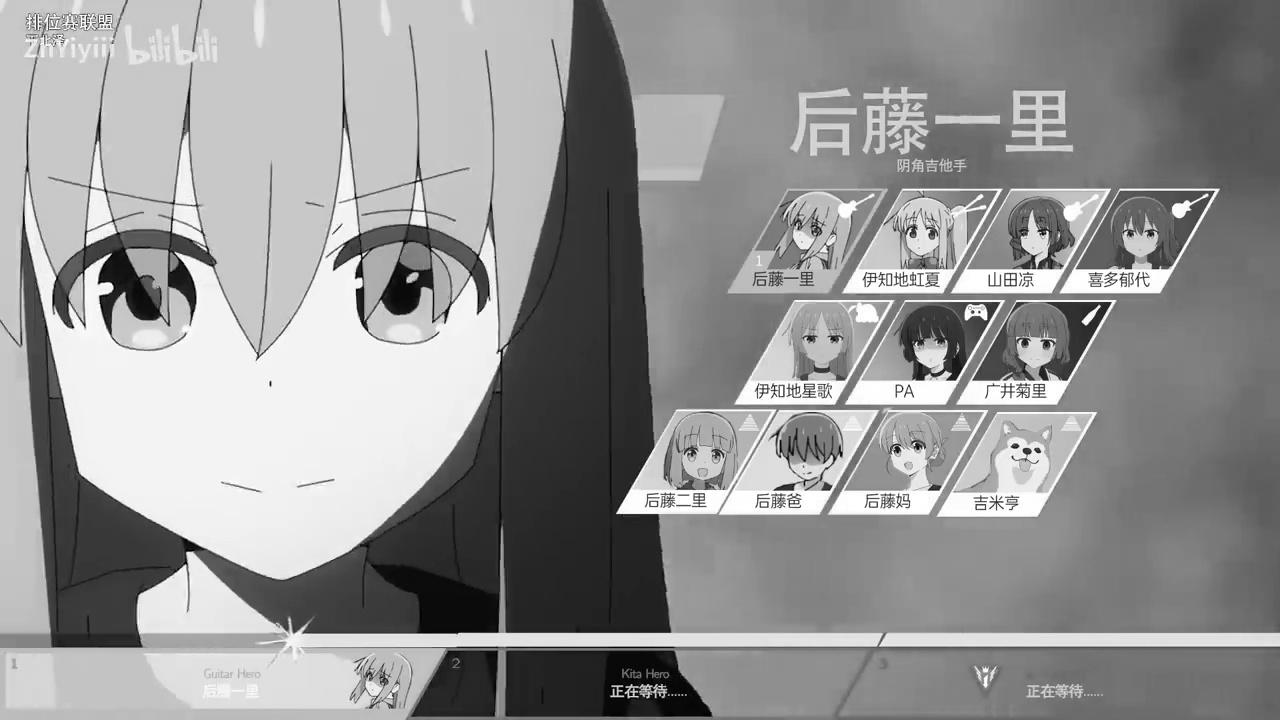 排位赛联盟
ZhYiyiii bilibili
后藤一里
阴角吉他手
1
后藤一里
伊知地虹夏
山田凉
喜多郁代
伊知地星歌
PA
广井菊里
后藤二里
后藤爸
后藤妈
吉米亨
1
Guitar Hero
后藤一里
2
Kita Hero
正在等待......
3
正在等待......